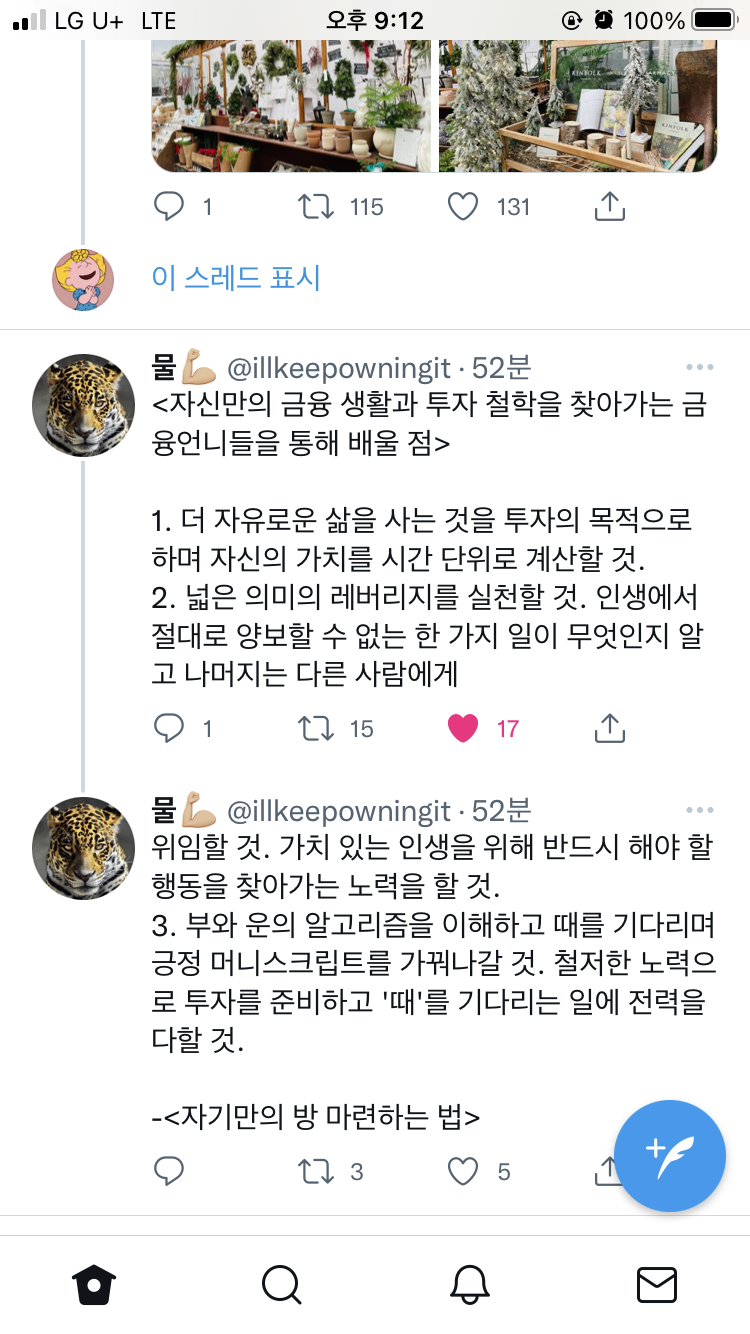 LG U+ LTE 오후 9:12 100%
KINFOLK
KINFOLK
1 115 131
이 스레드 표시
물💪🏼 @illkeepowningit · 52분
<자신만의 금융 생활과 투자 철학을 찾아가는 금
융언니들을 통해 배울 점>
1. 더 자유로운 삶을 사는 것을 투자의 목적으로
하며 자신의 가치를 시간 단위로 계산할 것.
2. 넓은 의미의 레버리지를 실천할 것. 인생에서
절대로 양보할 수 없는 한 가지 일이 무엇인지 알
고 나머지는 다른 사람에게
1 15 17
물💪🏼 @illkeepowningit · 52분
위임할 것. 가치 있는 인생을 위해 반드시 해야 할
행동을 찾아가는 노력을 할 것.
3. 부와 운의 알고리즘을 이해하고 때를 기다리며
긍정 머니스크립트를 가꿔나갈 것. 철저한 노력으
로 투자를 준비하고 '때'를 기다리는 일에 전력을
다할 것.
-<자기만의 방 마련하는 법>
3 5